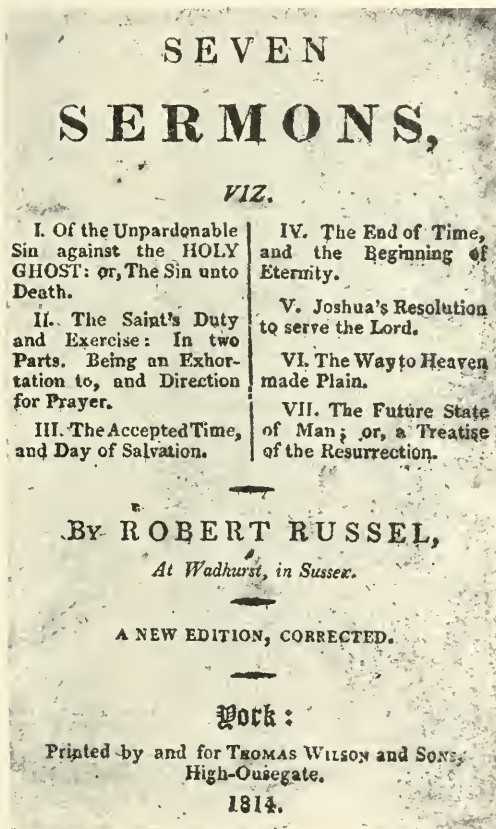 SEVEN
SERMONS,
VIZ.
I. Of the Unpardonable
Sin against the HOLY
GHOST: or, The Sin unto
Death.
II. The Saint's Duty
and Exercise: In two
Parts. Being an Exhor-
tation to, and Direction
for Prayer.
III. The Accepted Time,
and Day of Salvation.
IV. The End of Time,
and the Beginning of
Eternity.
V. Joshua's Resolution
to serve the Lord.
VI. The Way to Heaven
made Plain.
VII. The Future State
of Man; or, a Treatise
of the Resurrection.
By ROBERT RUSSEL,
At Wadhurst, in Sussex.
A NEW EDITION, CORRECTED.
York:
Printed by and for THOMAS WILSON and SONS,
High-Ousegate.
1814.